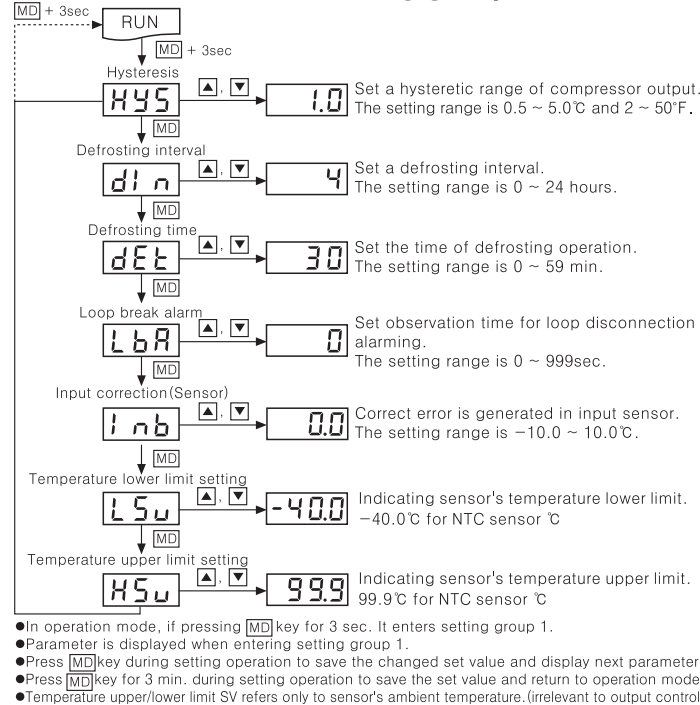 MD + 3sec
RUN
MD + 3sec
Hysteresis
HYS ▲, ▼ 1.0 Set a hysteretic range of compressor output.
The setting range is 0.5 ~ 5.0℃ and 2 ~ 50°F.
MD
Defrosting interval
dIn ▲, ▼ 4 Set a defrosting interval.
The setting range is 0 ~ 24 hours.
MD
Defrosting time
dEt ▲, ▼ 30 Set the time of defrosting operation.
The setting range is 0 ~ 59 min.
MD
Loop break alarm
LbA ▲, ▼ 0 Set observation time for loop disconnection
alarming.
The setting range is 0 ~ 999sec.
MD
Input correction(Sensor)
Inb ▲, ▼ 0.0 Correct error is generated in input sensor.
The setting range is −10.0 ~ 10.0℃.
MD
Temperature lower limit setting
LSu ▲, ▼ -40.0 Indicating sensor's temperature lower limit.
−40.0℃ for NTC sensor ℃
MD
Temperature upper limit setting
HSu ▲, ▼ 99.9 Indicating sensor's temperature upper limit.
99.9℃ for NTC sensor ℃
●In operation mode, if pressing MD key for 3 sec. It enters setting group 1.
●Parameter is displayed when entering setting group 1.
●Press MD key during setting operation to save the changed set value and display next parameter
●Press MD key for 3 min. during setting operation to save the set value and return to operation mode
●Temperature upper/lower limit SV refers only to sensor's ambient temperature.(irrelevant to output control